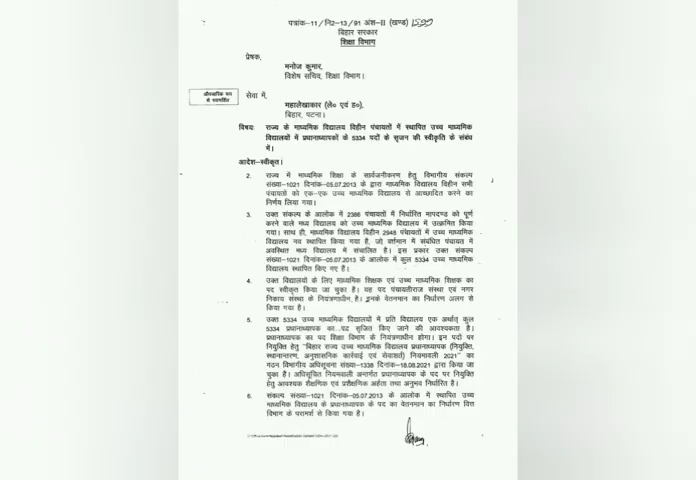 पत्रांक–11/नि2–13/91 अंश–II (खण्ड) 1599
बिहार सरकार
शिक्षा विभाग
प्रेषक,
मनोज कुमार,
विशेष सचिव, शिक्षा विभाग।
सेवा में,
महालेखाकार (ले० एवं ह०),
बिहार, पटना।
विषय: राज्य के माध्यमिक विद्यालय विहीन पंचायतों में स्थापित उच्च माध्यमिक
विद्यालयों में प्रधानाध्यापकों के 5334 पदों के सृजन की स्वीकृति के संबंध
में।
आदेश–स्वीकृत।
2. राज्य में माध्यमिक शिक्षा के सार्वजनीकरण हेतु विभागीय संकल्प
संख्या–1021 दिनांक–05.07.2013 के द्वारा माध्यमिक विद्यालय विहीन सभी
पंचायतों को एक–एक उच्च माध्यमिक विद्यालय से आच्छादित करने का
निर्णय लिया गया।
3. उक्त संकल्प के आलोक में 2386 पंचायतों में निर्धारित मापदण्ड को पूर्ण
करने वाले मध्य विद्यालय को उच्च माध्यमिक विद्यालय में उत्क्रमित किया
गया। साथ ही, माध्यमिक विद्यालय विहीन 2948 पंचायतों में उच्च माध्यमिक
विद्यालय नव स्थापित किया गया है, जो वर्तमान में संबंधित पंचायत में
अवस्थित मध्य विद्यालय में संचालित है। इस प्रकार उक्त संकल्प
संख्या–1021 दिनांक–05.07.2013 के आलोक में कुल 5334 उच्च माध्यमिक
विद्यालय स्थापित किए गए हैं।
4. उक्त विद्यालयों के लिए माध्यमिक शिक्षक एवं उच्च माध्यमिक शिक्षक का
पद स्वीकृत किया जा चुका है। यह पद पंचायतीराज संस्था एवं नगर
निकाय संस्था के नियंत्रणाधीन है। इनके वेतनमान का निर्धारण अलग से
किया गया है।
5. उक्त 5334 उच्च माध्यमिक विद्यालयों में प्रति विद्यालय एक अर्थात् कुल
5334 प्रधानाध्यापक का पद सृजित किए जाने की आवश्यकता है।
प्रधानाध्यापक का पद शिक्षा विभाग के नियंत्रणाधीन होगा। इन पदों पर
नियुक्ति हेतु "बिहार राज्य उच्च माध्यमिक विद्यालय प्रधानाध्यापक (नियुक्ति,
स्थानान्तरण, अनुशासनिक कार्रवाई एवं सेवाशर्त) नियमावली 2021" का
गठन विभागीय अधिसूचना संख्या–1338 दिनांक–18.08.2021 द्वारा किया जा
चुका है। अधिसूचित नियमावली अन्तर्गत प्रधानाध्यापक के पद पर नियुक्ति
हेतु आवश्यक शैक्षणिक एवं प्रशैक्षणिक अर्हता तथा अनुभव निर्धारित है।
6. संकल्प संख्या–1021 दिनांक–05.07.2013 के आलोक में स्थापित उच्च
माध्यमिक विद्यालय के प्रधानाध्यापक के पद का वेतनमान का निर्धारण वित्त
विभाग के परामर्श से किया गया है।